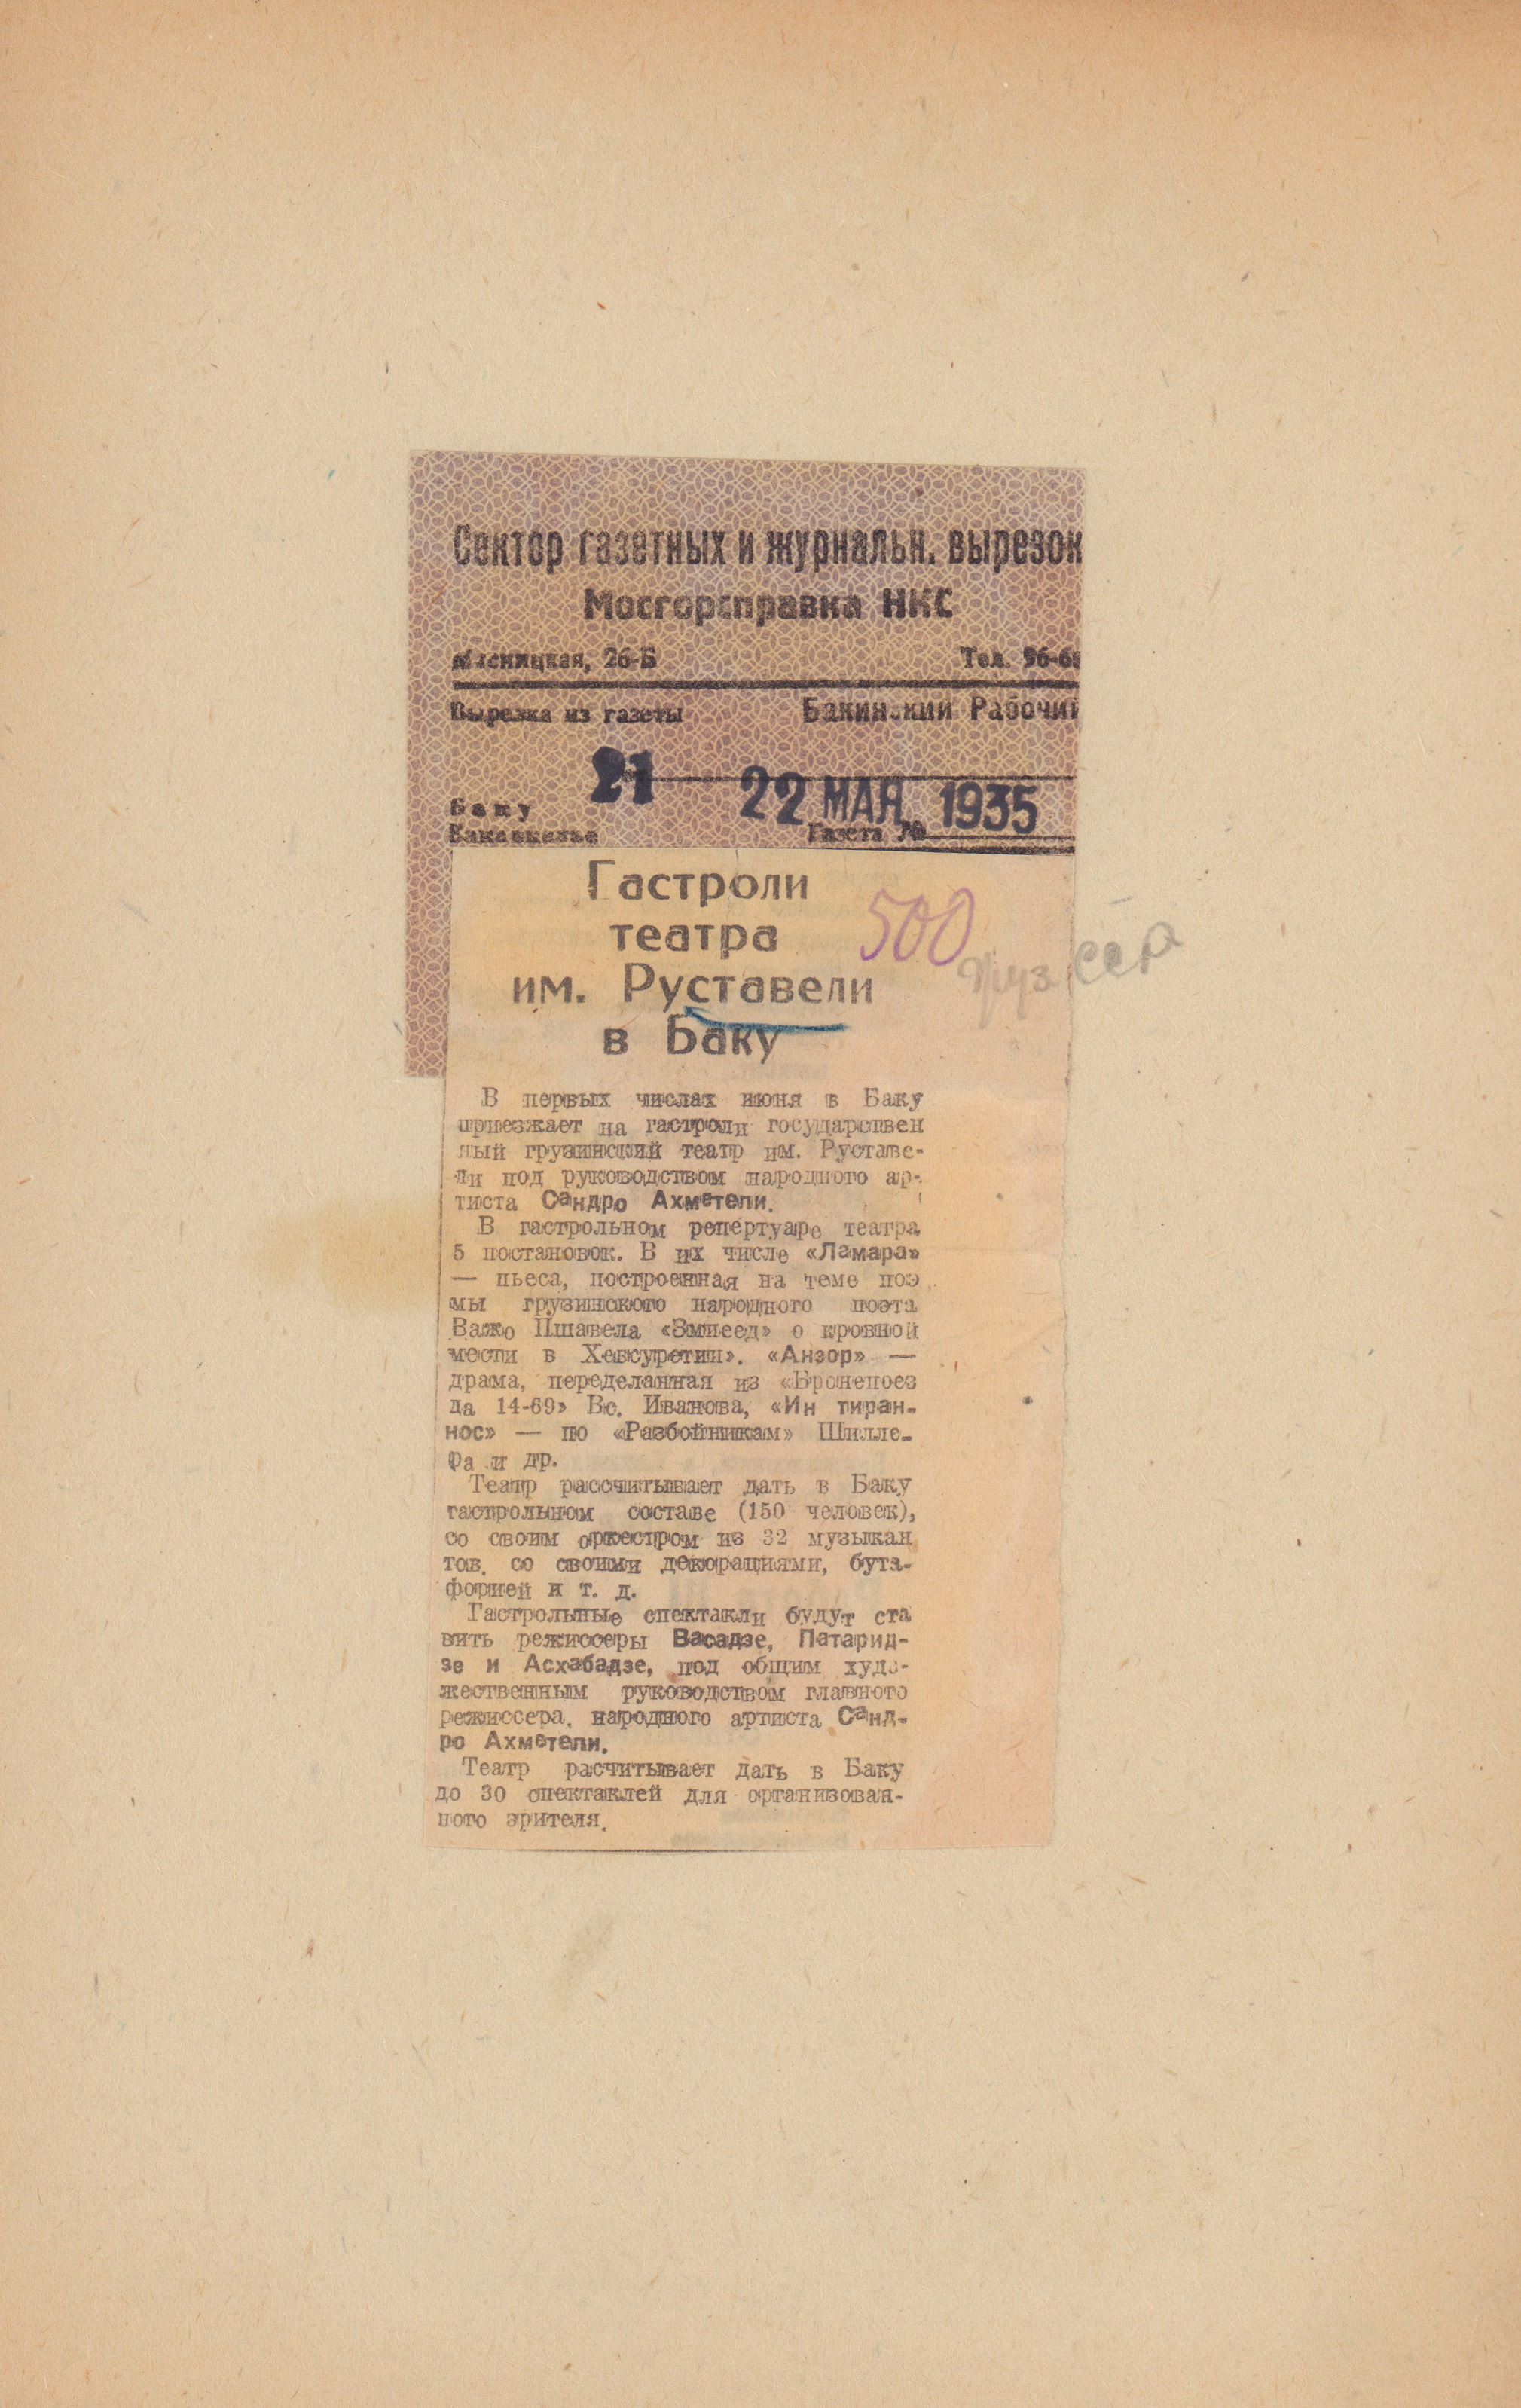 Сектор газетных и журнальн. вырезок
Мосгорсправка НКС
Мясницкая, 26-Б Тел. 96-6
Вырезка из газеты Бакинский Рабочий
21 22 МАЯ 1935
Баку
Газета №
Гастроли
театра
им. Руставели
в Баку
500
груз сср
В первых числах июня в Баку
приезжает на гастроли государствен
ный грузинский театр им. Руставе-
ли под руководством народного ар-
тиста Сандро Ахметели.
В гастрольном репертуаре театра
5 постановок. В их числе «Ламара»
— пьеса, построенная на теме поэ
мы грузинского народного поэта
Важо Пшавела «Змиеед» о кровной
мести в Хевсуретии». «Анзор» —
драма, переделанная из «Бронепоез
да 14-69» Вс. Иванова, «Ин тиран-
нос» — по «Разбойникам» Шилле-
ра и др.
Театр рассчитывает дать в Баку
гастрольном составе (150 человек),
со своим оркестром из 32 музыкан
тов, со своими декорациями, бута-
форией и т. д.
Гастрольные спектакли будут ста
вить режиссеры Васадзе, Патарид-
зе и Асхабадзе, под общим худо-
жественным руководством главного
режиссера, народного артиста Санд-
ро Ахметели.
Театр расчитывает дать в Баку
до 30 спектаклей для организован-
ного зрителя.